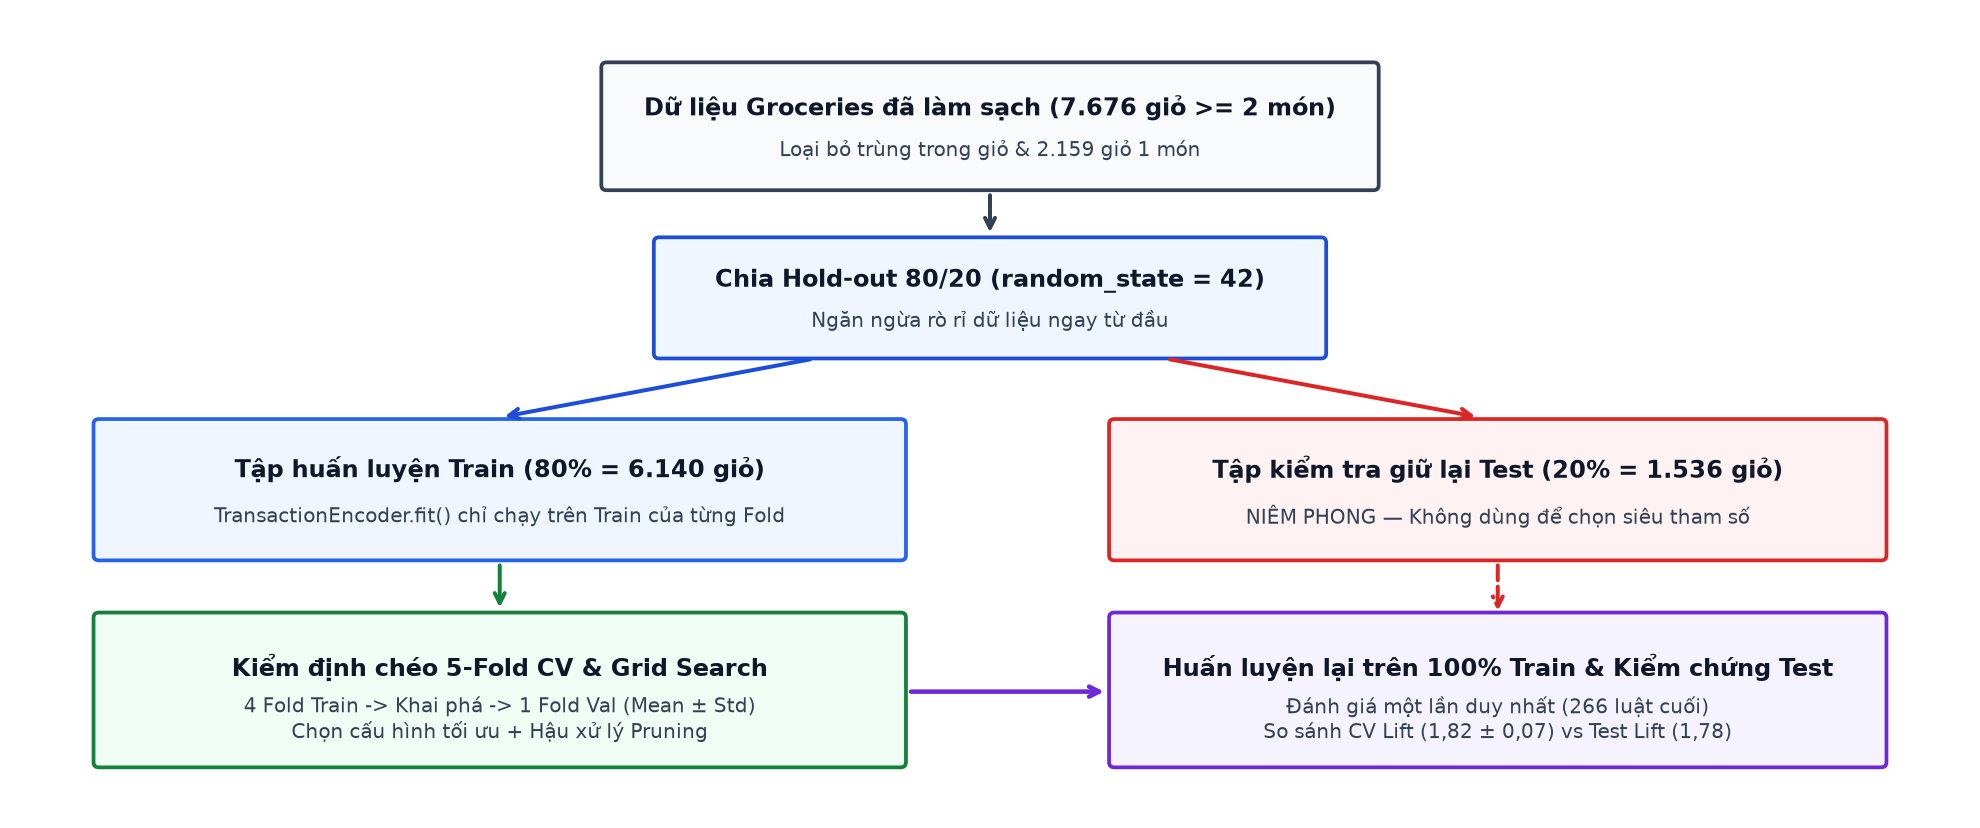 Dữ liệu Groceries đã làm sạch (7.676 giỏ >= 2 món)
Loại bỏ trùng trong giỏ & 2.159 giỏ 1 món
Chia Hold-out 80/20 (random_state = 42)
Ngăn ngừa rò rỉ dữ liệu ngay từ đầu
Tập huấn luyện Train (80% = 6.140 giỏ)
TransactionEncoder.fit() chỉ chạy trên Train của từng Fold
Tập kiểm tra giữ lại Test (20% = 1.536 giỏ)
NIÊM PHONG — Không dùng để chọn siêu tham số
Kiểm định chéo 5-Fold CV & Grid Search
4 Fold Train -> Khai phá -> 1 Fold Val (Mean ± Std)
Chọn cấu hình tối ưu + Hậu xử lý Pruning
Huấn luyện lại trên 100% Train & Kiểm chứng Test
Đánh giá một lần duy nhất (266 luật cuối)
So sánh CV Lift (1,82 ± 0,07) vs Test Lift (1,78)